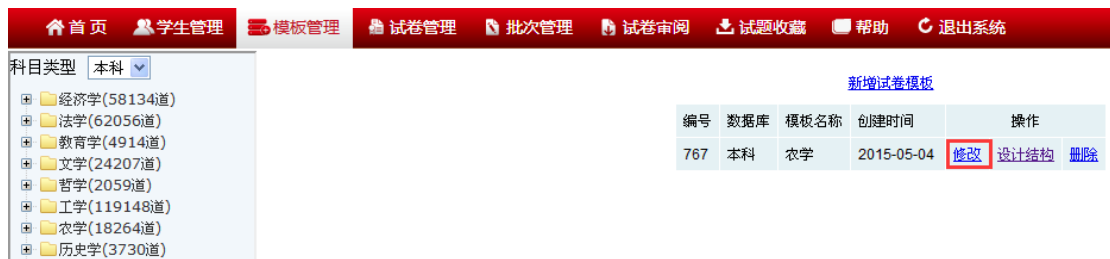 首 页 学生管理 模板管理 试卷管理 批次管理 试卷审阅 试题收藏 帮助 退出系统
科目类型 本科
经济学(58134道)
法学(62056道)
教育学(4914道)
文学(24207道)
哲学(2059道)
工学(119148道)
农学(18264道)
历史学(3730道)
新增试卷模板
编号 数据库 模板名称 创建时间 操作
767 本科 农学 2015-05-04 修改 设计结构 删除